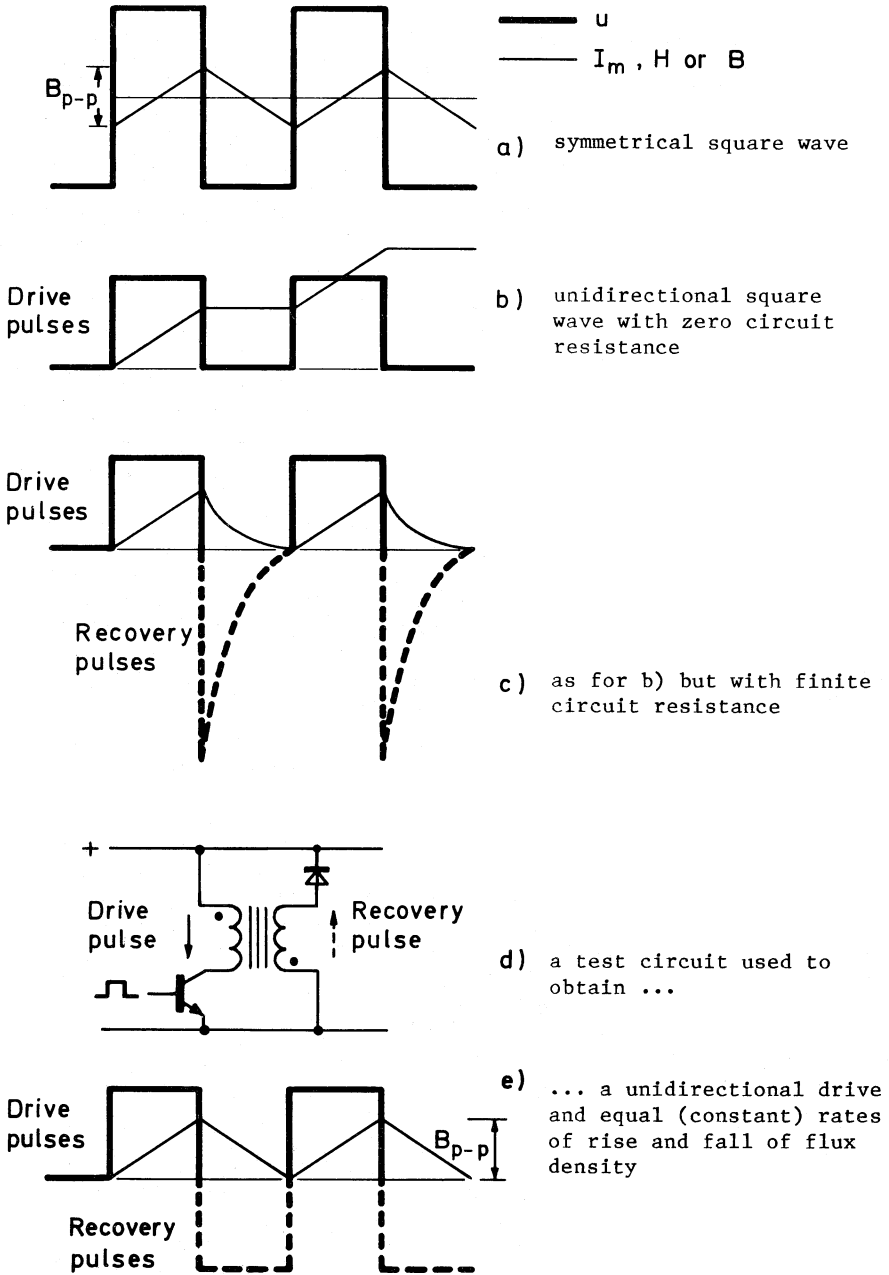 u
I_m , H or B
B_p-p
a) symmetrical square wave
Drive
pulses
b) unidirectional square
wave with zero circuit
resistance
Drive
pulses
Recovery
pulses
c) as for b) but with finite
circuit resistance
+
Drive
pulse
Recovery
pulse
d) a test circuit used to
obtain ...
e) ... a unidirectional drive
and equal (constant) rates
of rise and fall of flux
density
Drive
pulses
B_p-p
Recovery
pulses